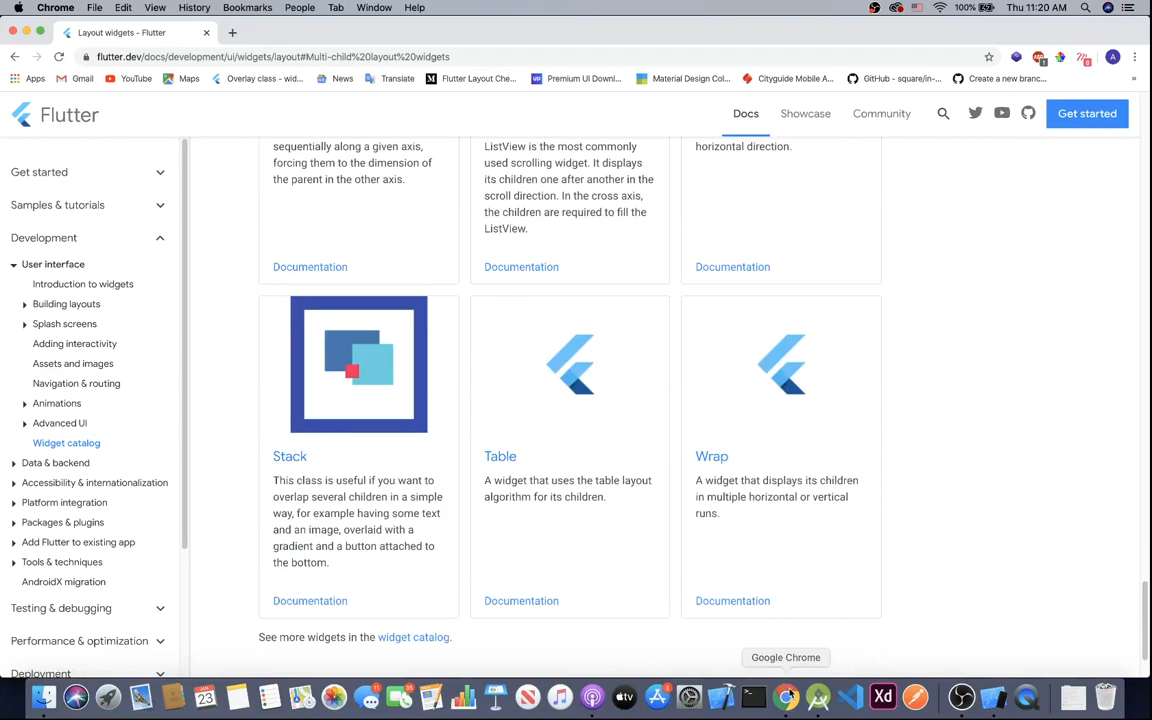 Chrome File Edit View History Bookmarks People Tab Window Help 100% Thu 11:20 AM
Layout widgets - Flutter
flutter.dev/docs/development/ui/widgets/layout#Multi-child%20layout%20widgets
Apps Gmail YouTube Maps Overlay class - wid... News Translate Flutter Layout Che... Premium UI Downl... Material Design Col... Cityguide Mobile A... GitHub - square/in-... Create a new branc... »
Flutter Docs Showcase Community Get started
Get started
Samples & tutorials
Development
User interface
Introduction to widgets
Building layouts
Splash screens
Adding interactivity
Assets and images
Navigation & routing
Animations
Advanced UI
Widget catalog
Data & backend
Accessibility & internationalization
Platform integration
Packages & plugins
Add Flutter to existing app
Tools & techniques
AndroidX migration
Testing & debugging
Performance & optimization
Deployment
sequentially along a given axis,
forcing them to the dimension of
the parent in the other axis.
Documentation
ListView is the most commonly
used scrolling widget. It displays
its children one after another in the
scroll direction. In the cross axis,
the children are required to fill the
ListView.
Documentation
horizontal direction.
Documentation
Stack
This class is useful if you want to
overlap several children in a simple
way, for example having some text
and an image, overlaid with a
gradient and a button attached to
the bottom.
Documentation
Table
A widget that uses the table layout
algorithm for its children.
Documentation
Wrap
A widget that displays its children
in multiple horizontal or vertical
runs.
Documentation
See more widgets in the widget catalog.
Google Chrome
23
tv
Xd